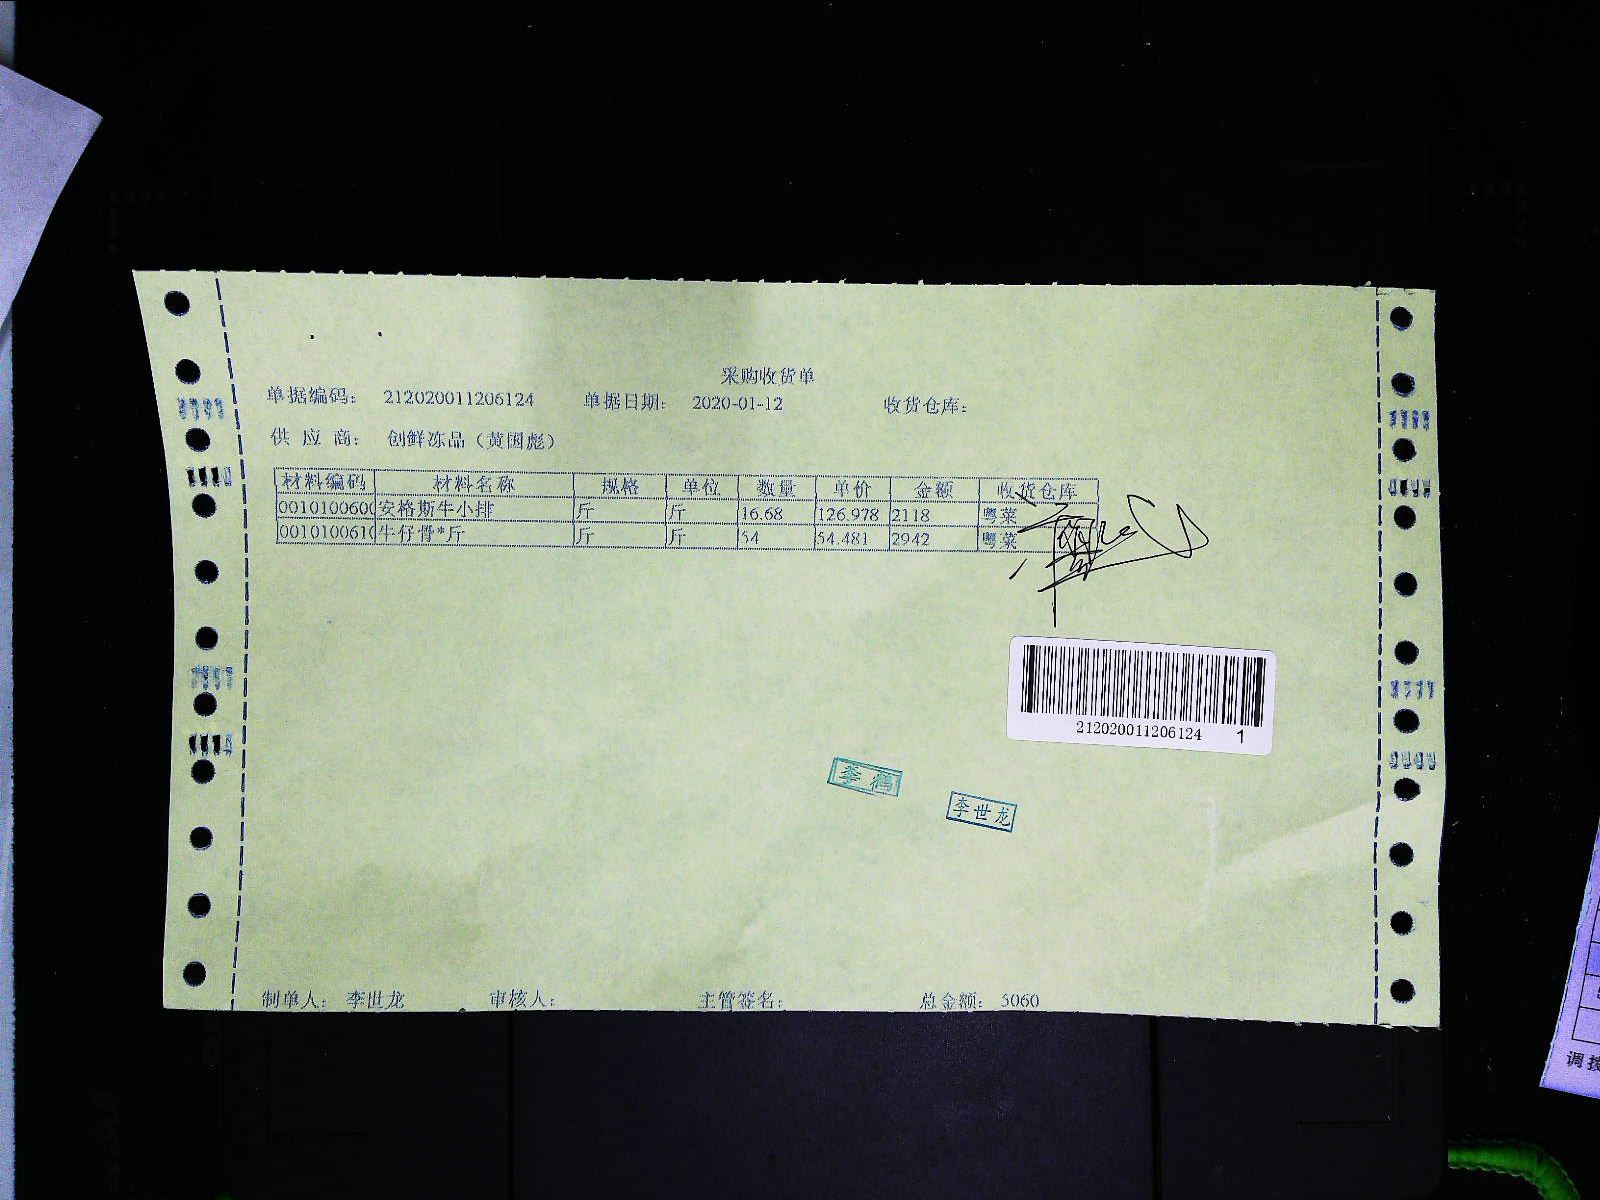 采购收货单
单据编码： 212020011206124 单据日期： 2020-01-12 收货仓库：
供 应 商： 创鲜冻品（黄国彪）
材料编码 材料名称 规格 单位 数量 单价 金额 收货仓库
0010100600 安格斯牛小排 斤 斤 16.68 126.978 2118 粤菜
0010100610 牛仔骨*斤 斤 斤 54 54.481 2942 粤菜
212020011206124 1
李鹤
李世龙
制单人： 李世龙 审核人： 主管签名： 总金额： 5060
调拨